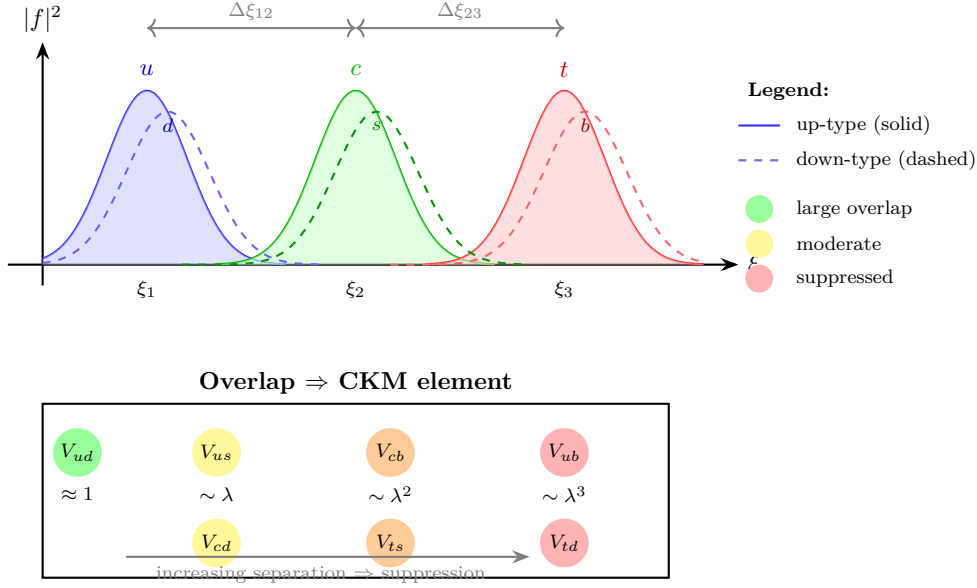 Δξ₁₂ Δξ₂₃
|f|²
u c t
d s b
ξ₁ ξ₂ ξ₃
ξ
Legend:
up-type (solid)
down-type (dashed)
large overlap
moderate
suppressed
Overlap ⇒ CKM element
V_ud V_us V_cb V_ub
≈ 1 ∼ λ ∼ λ² ∼ λ³
V_cd V_ts V_td
increasing separation ⇒ suppression